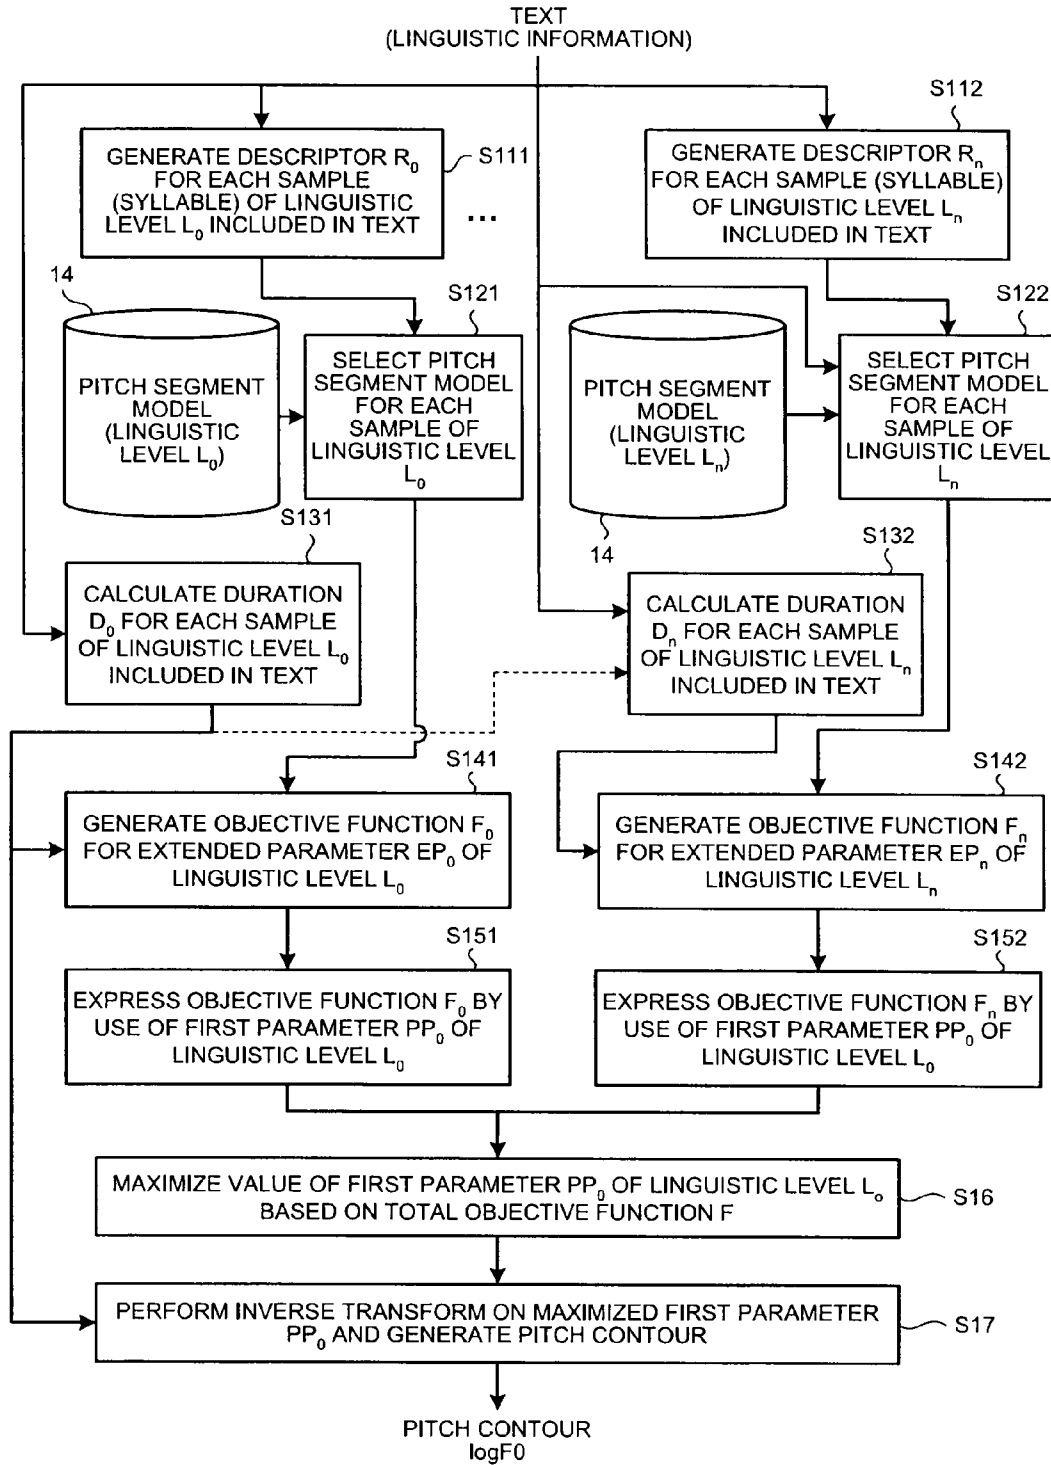 TEXT
(LINGUISTIC INFORMATION)
S111
GENERATE DESCRIPTOR R0
FOR EACH SAMPLE
(SYLLABLE) OF LINGUISTIC
LEVEL L0 INCLUDED IN TEXT
...
S112
GENERATE DESCRIPTOR Rn
FOR EACH SAMPLE (SYLLABLE)
OF LINGUISTIC LEVEL Ln
INCLUDED IN TEXT
14
PITCH SEGMENT
MODEL
(LINGUISTIC
LEVEL L0)
S121
SELECT PITCH
SEGMENT MODEL
FOR EACH
SAMPLE OF
LINGUISTIC LEVEL
L0
PITCH SEGMENT
MODEL
(LINGUISTIC
LEVEL Ln)
14
S122
SELECT PITCH
SEGMENT MODEL
FOR EACH
SAMPLE OF
LINGUISTIC LEVEL
Ln
S131
CALCULATE DURATION
D0 FOR EACH SAMPLE
OF LINGUISTIC LEVEL L0
INCLUDED IN TEXT
S132
CALCULATE DURATION
Dn FOR EACH SAMPLE
OF LINGUISTIC LEVEL Ln
INCLUDED IN TEXT
S141
GENERATE OBJECTIVE FUNCTION F0
FOR EXTENDED PARAMETER EP0 OF
LINGUISTIC LEVEL L0
S142
GENERATE OBJECTIVE FUNCTION Fn
FOR EXTENDED PARAMETER EPn OF
LINGUISTIC LEVEL Ln
S151
EXPRESS OBJECTIVE FUNCTION F0 BY
USE OF FIRST PARAMETER PP0 OF
LINGUISTIC LEVEL L0
S152
EXPRESS OBJECTIVE FUNCTION Fn BY
USE OF FIRST PARAMETER PP0 OF
LINGUISTIC LEVEL L0
MAXIMIZE VALUE OF FIRST PARAMETER PP0 OF LINGUISTIC LEVEL Lo
BASED ON TOTAL OBJECTIVE FUNCTION F
S16
PERFORM INVERSE TRANSFORM ON MAXIMIZED FIRST PARAMETER
PP0 AND GENERATE PITCH CONTOUR
S17
PITCH CONTOUR
logF0